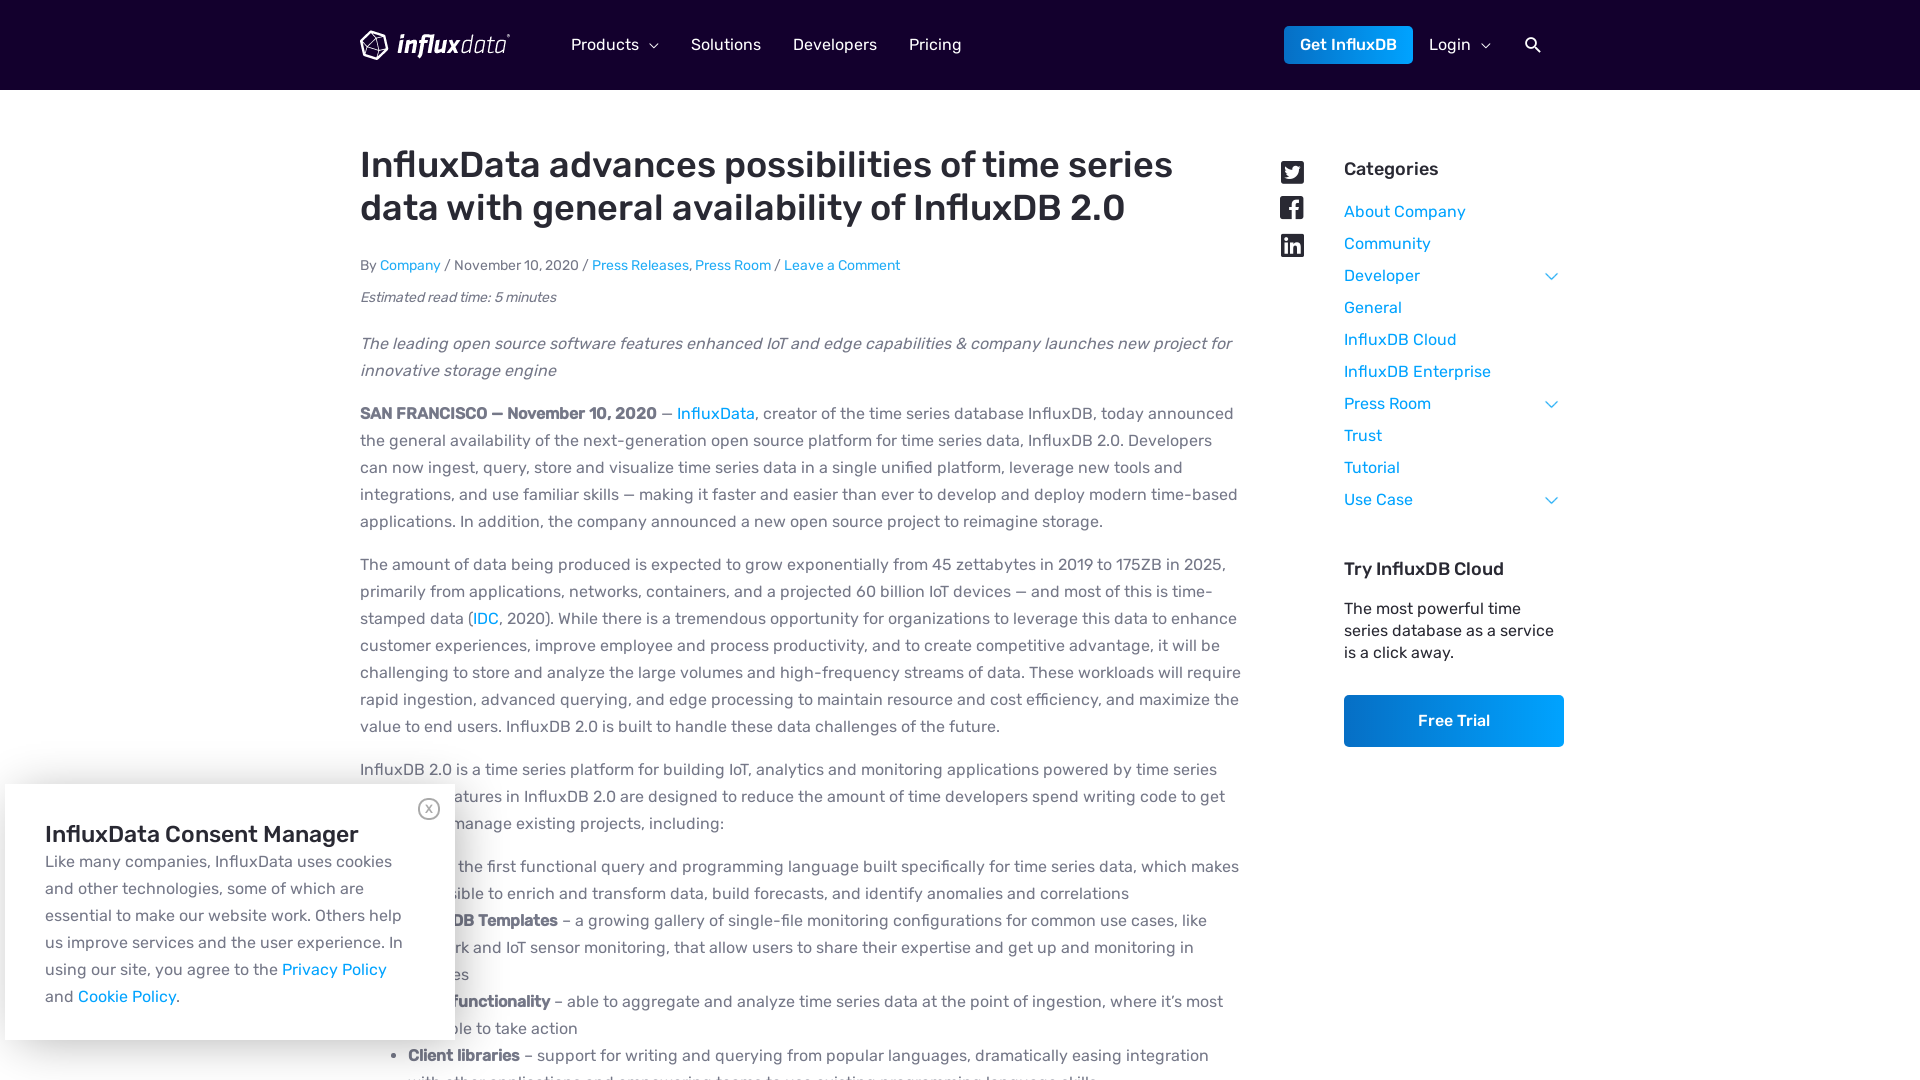 influxdata
Products
Solutions
Developers
Pricing
Get InfluxDB
Login
InfluxData advances possibilities of time series
data with general availability of InfluxDB 2.0
By Company / November 10, 2020 / Press Releases, Press Room / Leave a Comment
Estimated read time: 5 minutes
The leading open source software features enhanced IoT and edge capabilities & company launches new project for
innovative storage engine
SAN FRANCISCO — November 10, 2020 — InfluxData, creator of the time series database InfluxDB, today announced
the general availability of the next-generation open source platform for time series data, InfluxDB 2.0. Developers
can now ingest, query, store and visualize time series data in a single unified platform, leverage new tools and
integrations, and use familiar skills — making it faster and easier than ever to develop and deploy modern time-based
applications. In addition, the company announced a new open source project to reimagine storage.
The amount of data being produced is expected to grow exponentially from 45 zettabytes in 2019 to 175ZB in 2025,
primarily from applications, networks, containers, and a projected 60 billion IoT devices — and most of this is time-
stamped data (IDC, 2020). While there is a tremendous opportunity for organizations to leverage this data to enhance
customer experiences, improve employee and process productivity, and to create competitive advantage, it will be
challenging to store and analyze the large volumes and high-frequency streams of data. These workloads will require
rapid ingestion, advanced querying, and edge processing to maintain resource and cost efficiency, and maximize the
value to end users. InfluxDB 2.0 is built to handle these data challenges of the future.
InfluxDB 2.0 is a time series platform for building IoT, analytics and monitoring applications powered by time series
in InfluxDB 2.0 are designed to reduce the amount of time developers spend writing code to get
manage existing projects, including:
the first functional query and programming language built specifically for time series data, which makes
to enrich and transform data, build forecasts, and identify anomalies and correlations
Templates – a growing gallery of single-file monitoring configurations for common use cases, like
and IoT sensor monitoring, that allow users to share their expertise and get up and monitoring in
functionality – able to aggregate and analyze time series data at the point of ingestion, where it’s most
to take action
• Client libraries – support for writing and querying from popular languages, dramatically easing integration
with other applications and empowering teams to use existing programming language skills
Categories
About Company
Community
Developer
General
InfluxDB Cloud
InfluxDB Enterprise
Press Room
Trust
Tutorial
Use Case
Try InfluxDB Cloud
The most powerful time
series database as a service
is a click away.
Free Trial
X
InfluxData Consent Manager
Like many companies, InfluxData uses cookies
and other technologies, some of which are
essential to make our website work. Others help
us improve services and the user experience. In
using our site, you agree to the Privacy Policy
and Cookie Policy.